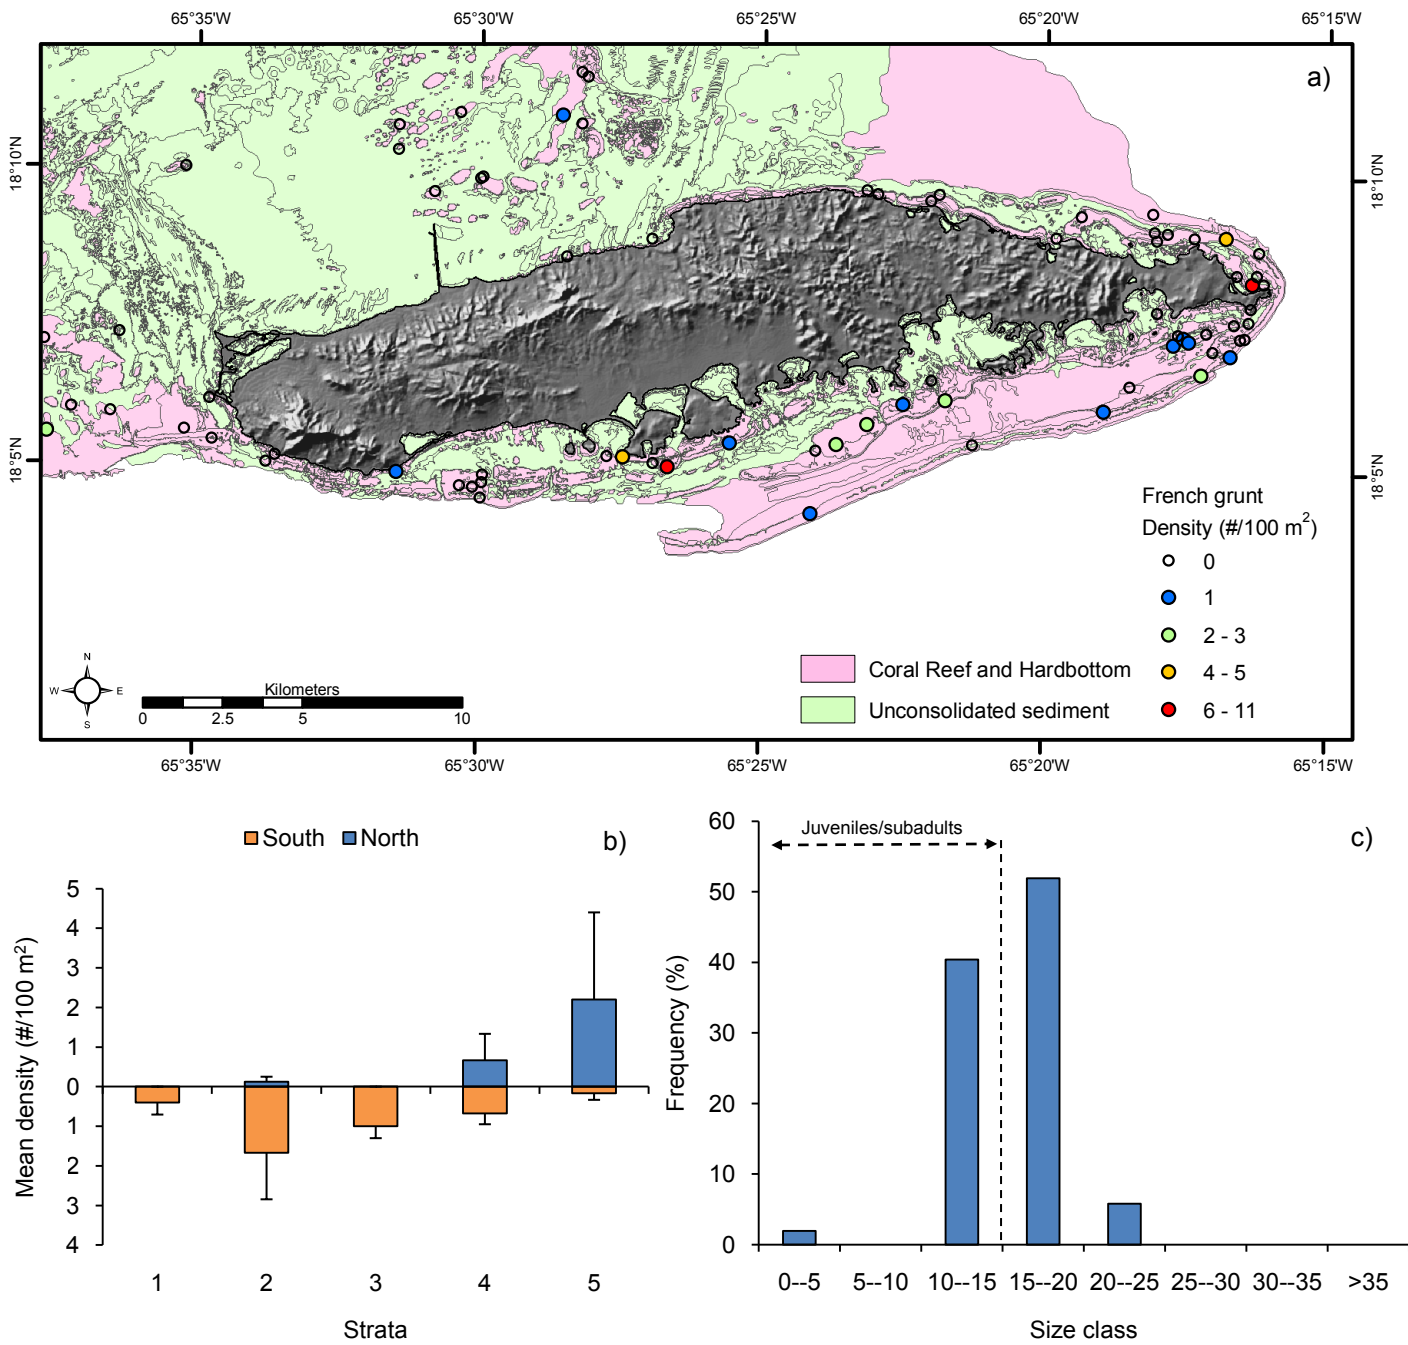 65°35'W 65°30'W 65°25'W 65°20'W 65°15'W
a)
18°10'N 18°10'N
18°5'N 18°5'N
French grunt
Density (#/100 m2)
0
1
2 - 3
4 - 5
6 - 11
Coral Reef and Hardbottom
Unconsolidated sediment
N
W E
S
Kilometers
0 2.5 5 10
65°35'W 65°30'W 65°25'W 65°20'W 65°15'W
South North
b)
Mean density (#/100 m2)
5
4
3
2
1
0
1
2
3
4
1 2 3 4 5
Strata
c)
Juveniles/subadults
Frequency (%)
60
50
40
30
20
10
0
0--5 5--10 10--15 15--20 20--25 25--30 30--35 >35
Size class